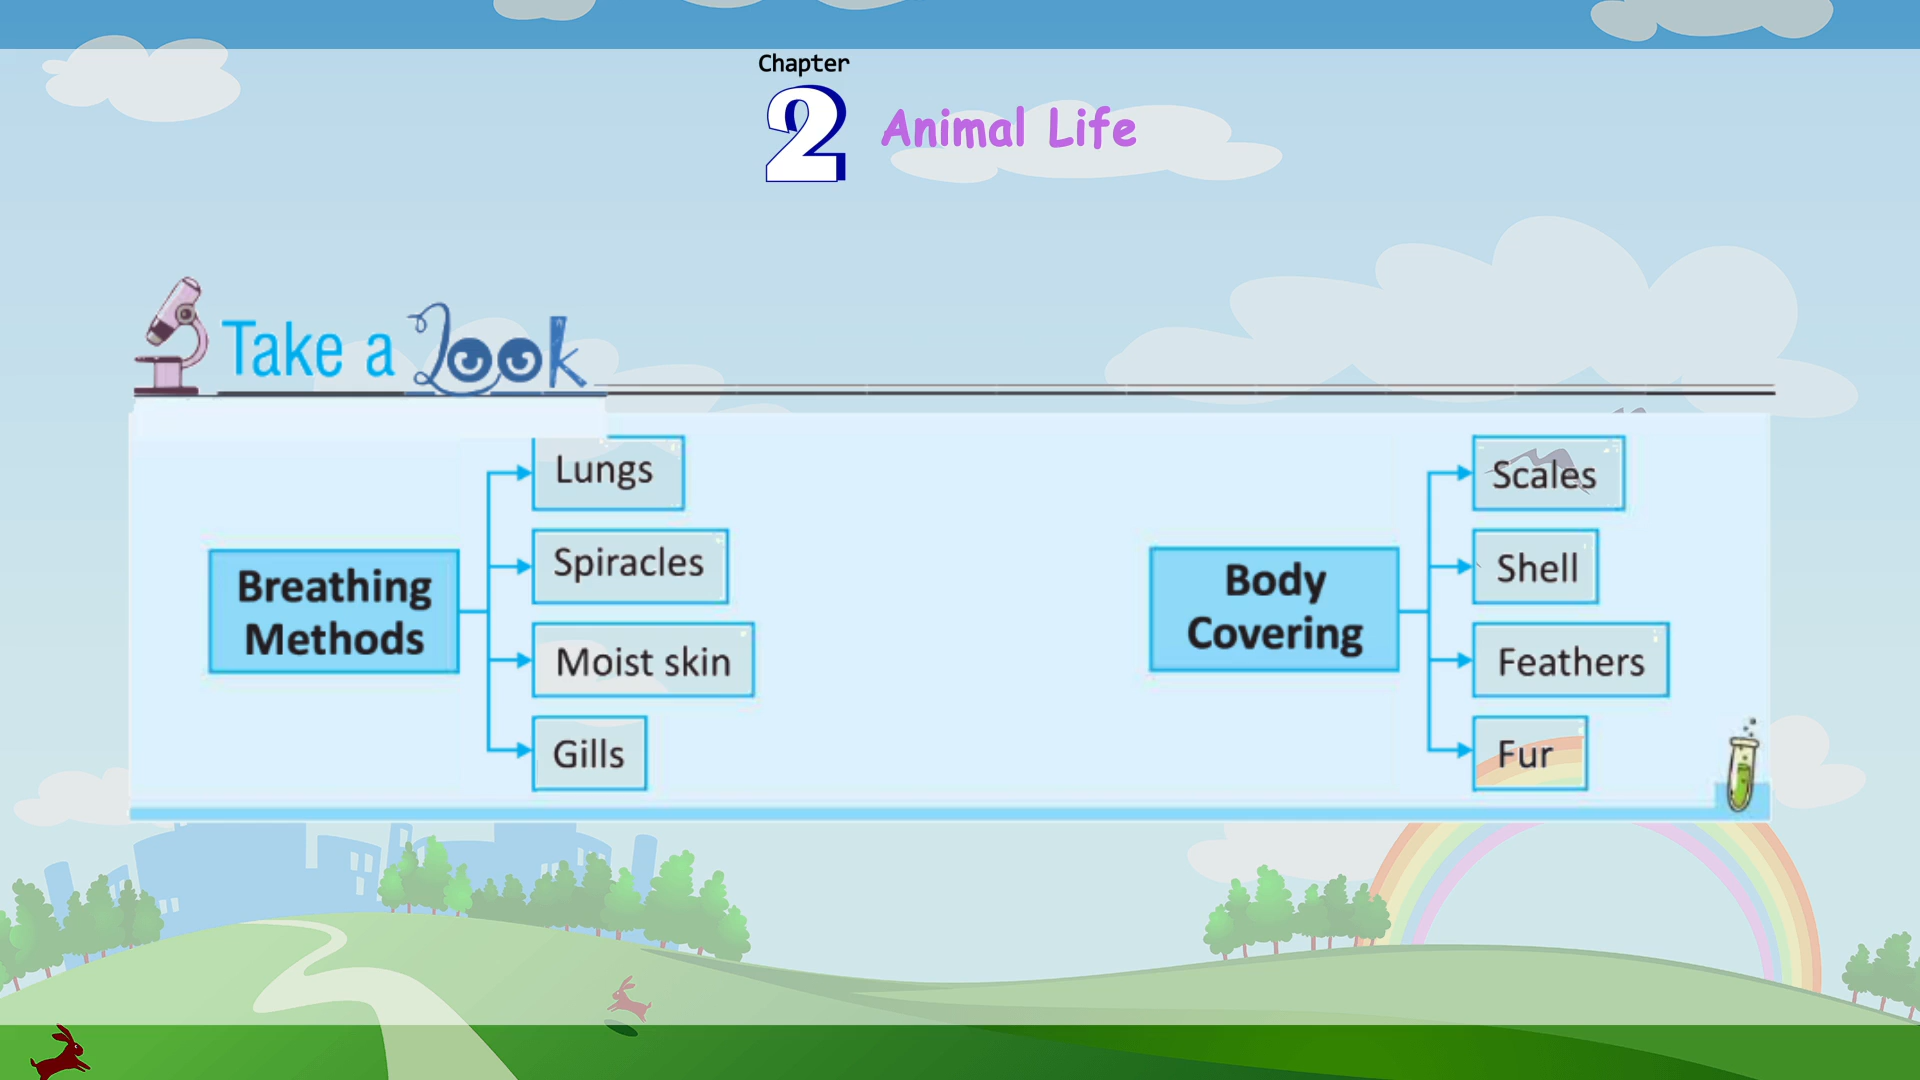 Chapter
2 Animal Life
Take a Look
Breathing
Methods
Lungs
Spiracles
Moist skin
Gills
Body
Covering
Scales
Shell
Feathers
Fur